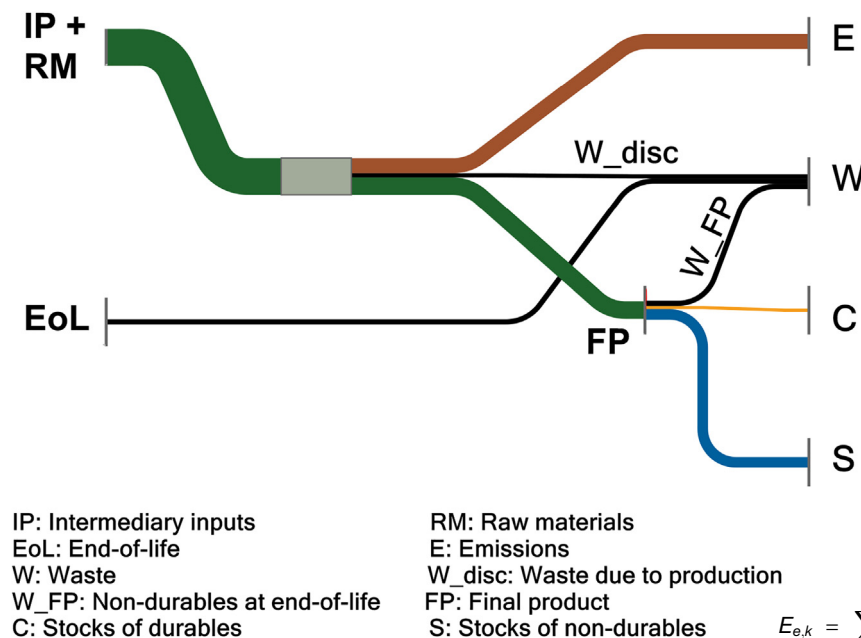 IP +
RM
E
W_disc
W
W_FP
EoL
FP
C
S
IP: Intermediary inputs
RM: Raw materials
EoL: End-of-life
E: Emissions
W: Waste
W_disc: Waste due to production
W_FP: Non-durables at end-of-life
FP: Final product
C: Stocks of durables
S: Stocks of non-durables
E_{e,k} =